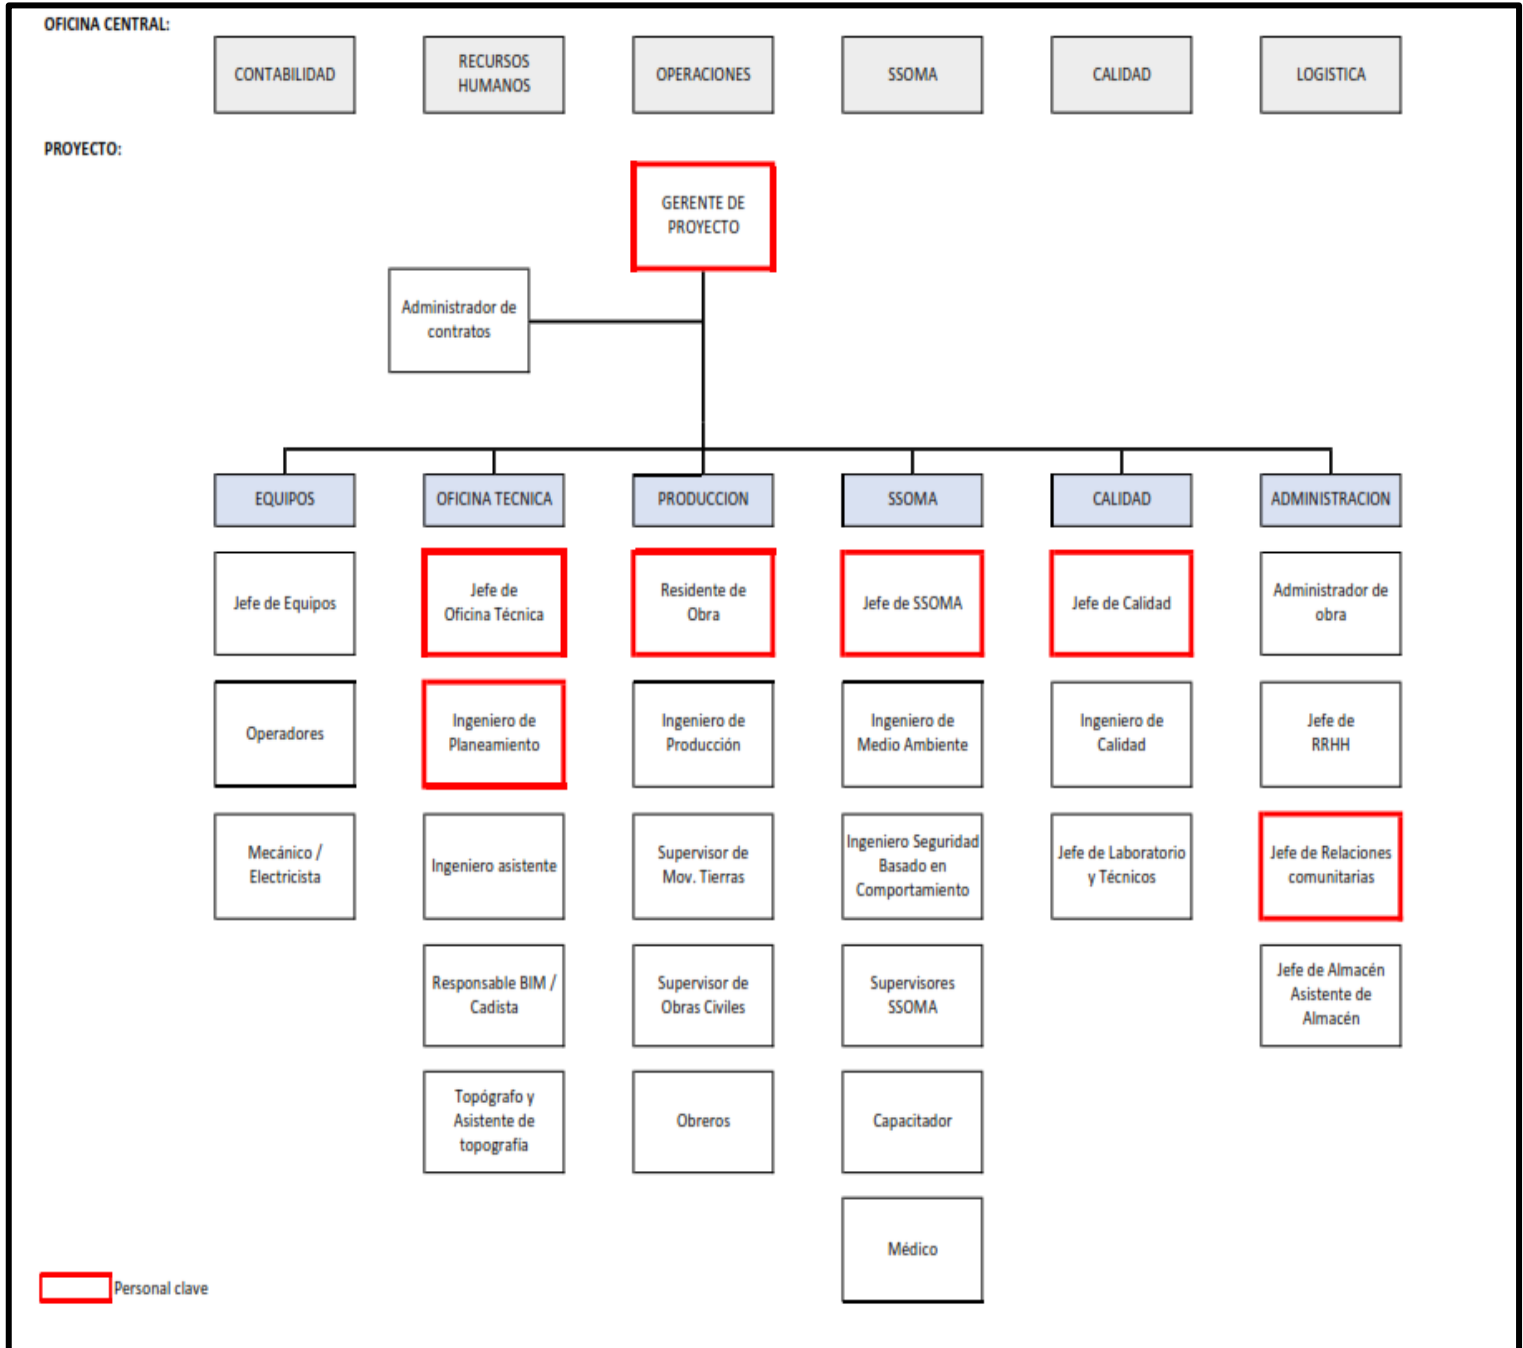 OFICINA CENTRAL:
CONTABILIDAD
RECURSOS
HUMANOS
OPERACIONES
SSOMA
CALIDAD
LOGISTICA
PROYECTO:
GERENTE DE
PROYECTO
Administrador de
contratos
EQUIPOS
OFICINA TECNICA
PRODUCCION
SSOMA
CALIDAD
ADMINISTRACION
Jefe de Equipos
Jefe de
Oficina Técnica
Residente de
Obra
Jefe de SSOMA
Jefe de Calidad
Administrador de
obra
Operadores
Ingeniero de
Planeamiento
Ingeniero de
Producción
Ingeniero de
Medio Ambiente
Ingeniero de
Calidad
Jefe de
RRHH
Mecánico /
Electricista
Ingeniero asistente
Supervisor de
Mov. Tierras
Ingeniero Seguridad
Basado en
Comportamiento
Jefe de Laboratorio
y Técnicos
Jefe de Relaciones
comunitarias
Responsable BIM /
Cadista
Supervisor de
Obras Civiles
Supervisores
SSOMA
Jefe de Almacén
Asistente de
Almacén
Topógrafo y
Asistente de
topografía
Obreros
Capacitador
Médico
Personal clave